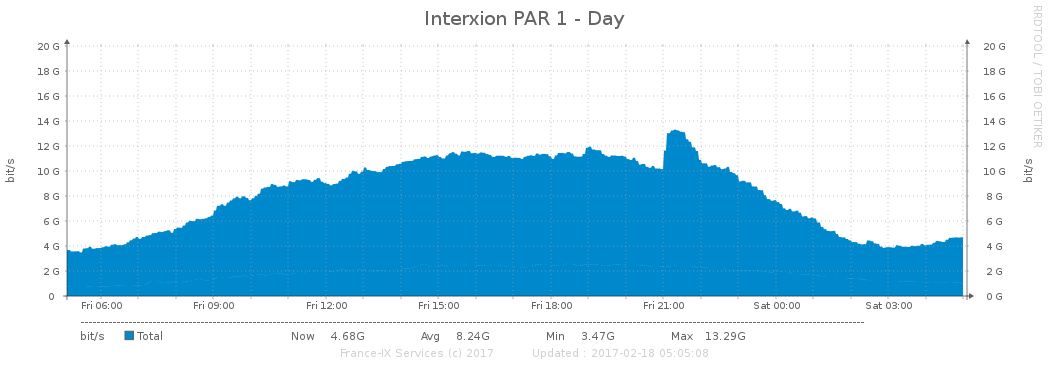 Interxion PAR 1 - Day
RRDTOOL / TOBI OETIKER
bit/s
20 G 20 G
18 G 18 G
16 G 16 G
14 G 14 G
12 G 12 G
10 G 10 G
8 G 8 G
6 G 6 G
4 G 4 G
2 G 2 G
0 0 G
bit/s
Fri 06:00 Fri 09:00 Fri 12:00 Fri 15:00 Fri 18:00 Fri 21:00 Sat 00:00 Sat 03:00
bit/s Total Now 4.68G Avg 8.24G Min 3.47G Max 13.29G
France-IX Services (c) 2017 Updated : 2017-02-18 05:05:08